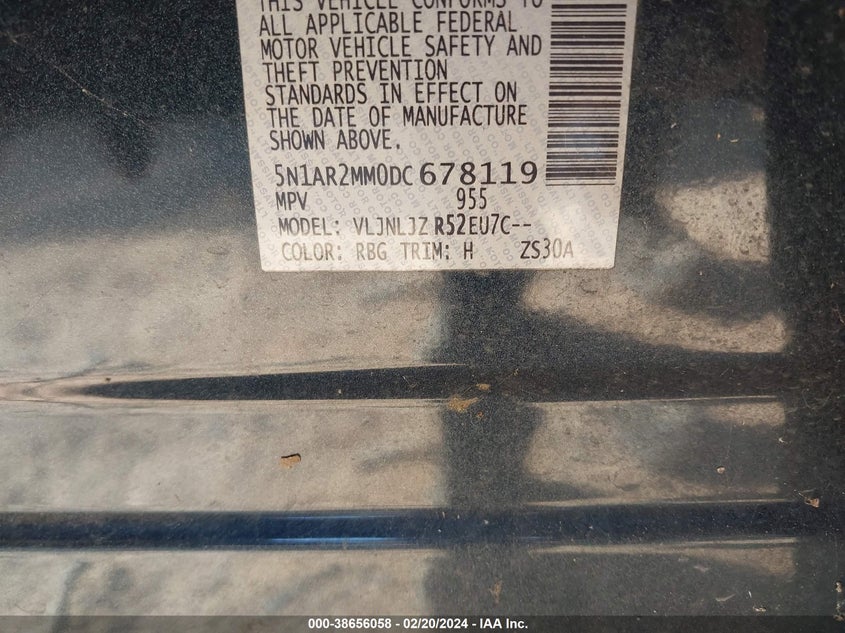 THIS VEHICLE CONFORMS TO
ALL APPLICABLE FEDERAL
MOTOR VEHICLE SAFETY AND
THEFT PREVENTION
STANDARDS IN EFFECT ON
THE DATE OF MANUFACTURE
SHOWN ABOVE.
5N1AR2MM0DC678119
MPV 955
MODEL: VLJNLJZ R52EU7C--
COLOR: RBG TRIM: H ZS30A
000-38656058 - 02/20/2024 - IAA Inc.